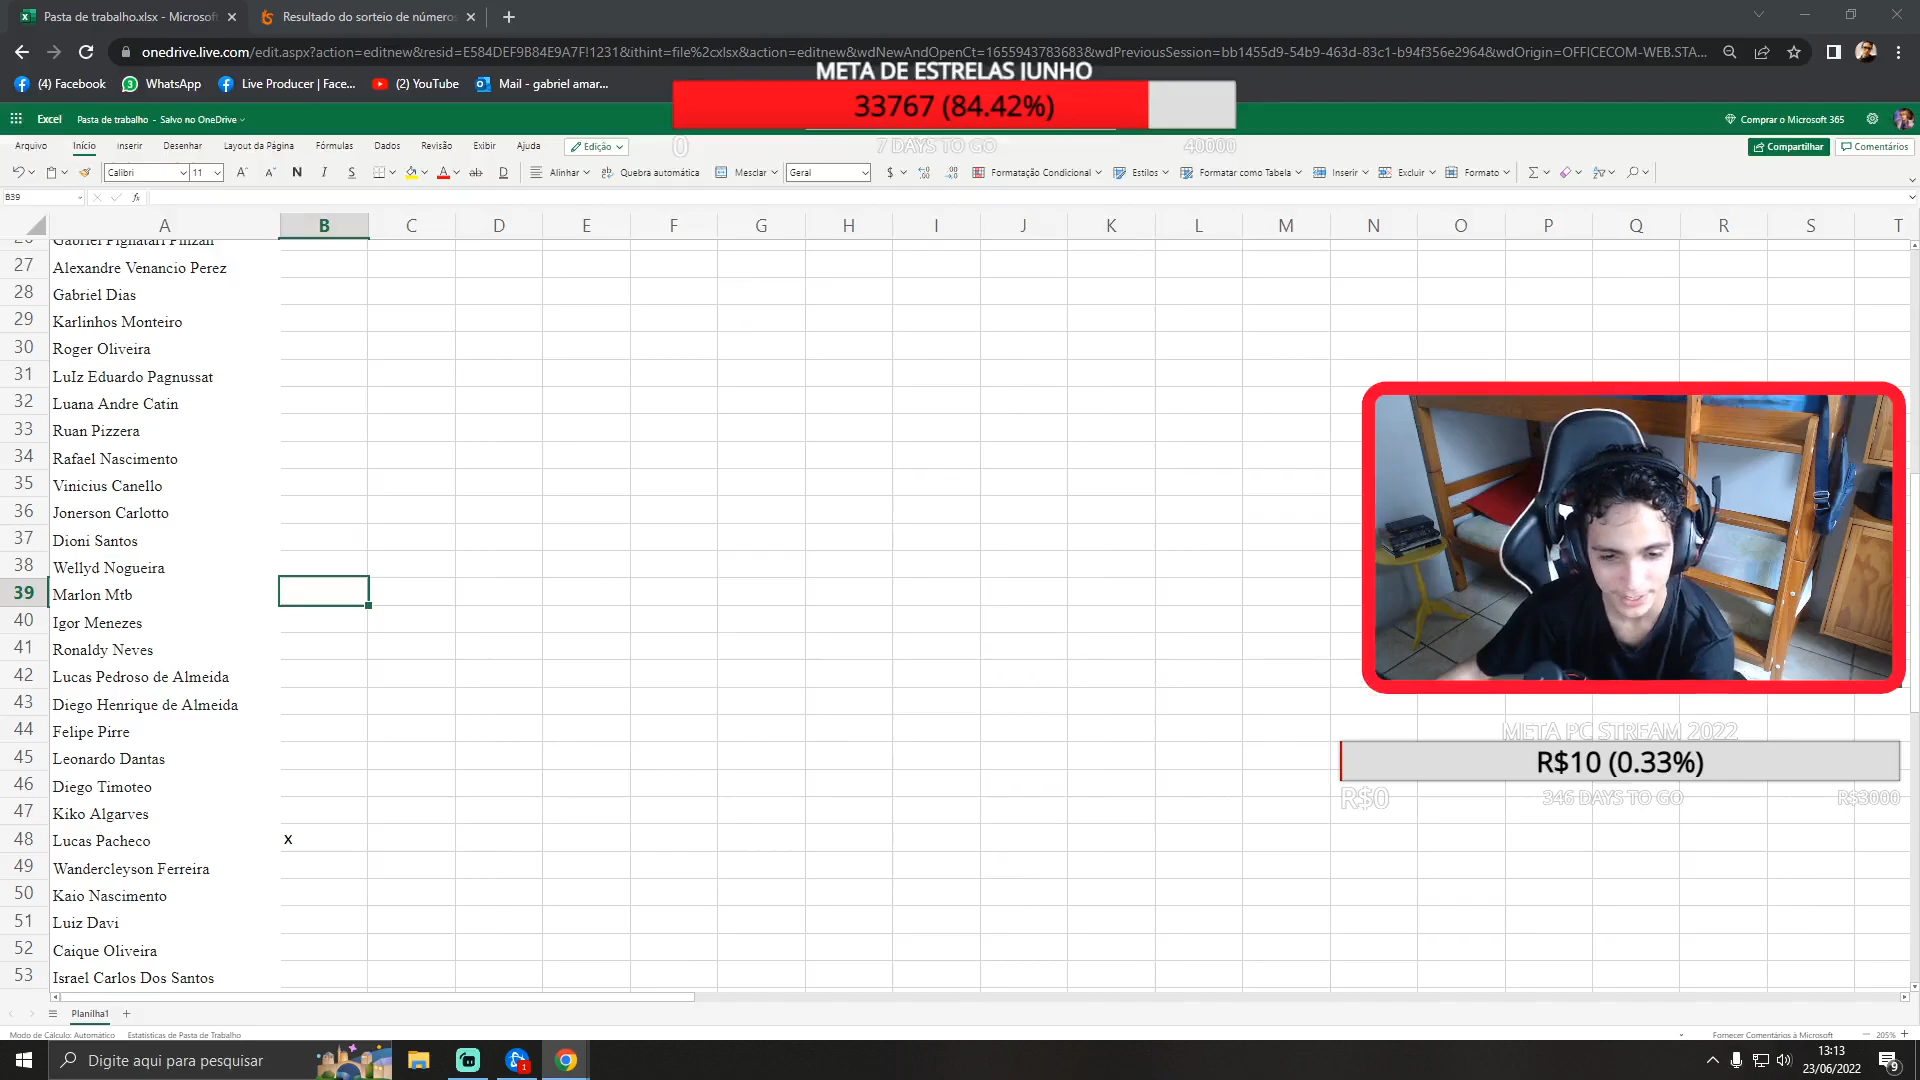 Pasta de trabalho.xlsx - Microsoft
Resultado do sorteio de números
onedrive.live.com/edit.aspx?action=editnew&resid=E584DEF9B84E9A7F!1231&ithint=file%2cxlsx&action=editnew&wdNewAndOpenCt=1655943783683&wdPreviousSession=bb1455d9-54b9-463d-83c1-b94f356e2964&wdOrigin=OFFICECOM-WEB.STA...
(4) Facebook
WhatsApp
Live Producer | Face...
(2) YouTube
Mail - gabriel amar...
META DE ESTRELAS JUNHO
33767 (84.42%)
0
7 DAYS TO GO
40000
Excel
Pasta de trabalho - Salvo no OneDrive
Comprar o Microsoft 365
Arquivo Início Inserir Desenhar Layout da Página Fórmulas Dados Revisão Exibir Ajuda
Edição
Compartilhar
Comentários
Calibri 11 N I S ab D Alinhar Quebra automática Mesclar Geral $ Formatação Condicional Estilos Formatar como Tabela Inserir Excluir Formato
B39
fx
A B C D E F G H I J K L M N O P Q R S T
26 Gabriel Pignatari Pinzan
27 Alexandre Venancio Perez
28 Gabriel Dias
29 Karlinhos Monteiro
30 Roger Oliveira
31 LuIz Eduardo Pagnussat
32 Luana Andre Catin
33 Ruan Pizzera
34 Rafael Nascimento
35 Vinicius Canello
36 Jonerson Carlotto
37 Dioni Santos
38 Wellyd Nogueira
39 Marlon Mtb
40 Igor Menezes
41 Ronaldy Neves
42 Lucas Pedroso de Almeida
43 Diego Henrique de Almeida
44 Felipe Pirre
45 Leonardo Dantas
46 Diego Timoteo
47 Kiko Algarves
48 Lucas Pacheco x
49 Wandercleyson Ferreira
50 Kaio Nascimento
51 Luiz Davi
52 Caique Oliveira
53 Israel Carlos Dos Santos
META PC STREAM 2022
R$10 (0.33%)
R$0
346 DAYS TO GO
R$3000
Planilha1
Modo de Cálculo: Automático
Estatísticas de Pasta de Trabalho
Fornecer Comentários à Microsoft
205%
Digite aqui para pesquisar
1
13:13
23/06/2022
9